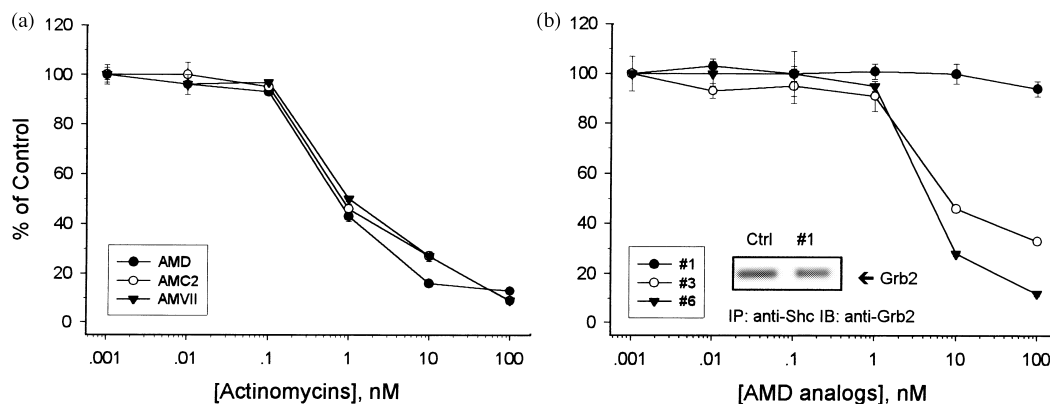 (a)
120
100
80
60
40
20
0
% of Control
AMD
AMC2
AMVII
.001 .01 .1 1 10 100
[Actinomycins], nM
(b)
120
100
80
60
40
20
0
#1
#3
#6
Ctrl #1
Grb2
IP: anti-Shc IB: anti-Grb2
.001 .01 .1 1 10 100
[AMD analogs], nM